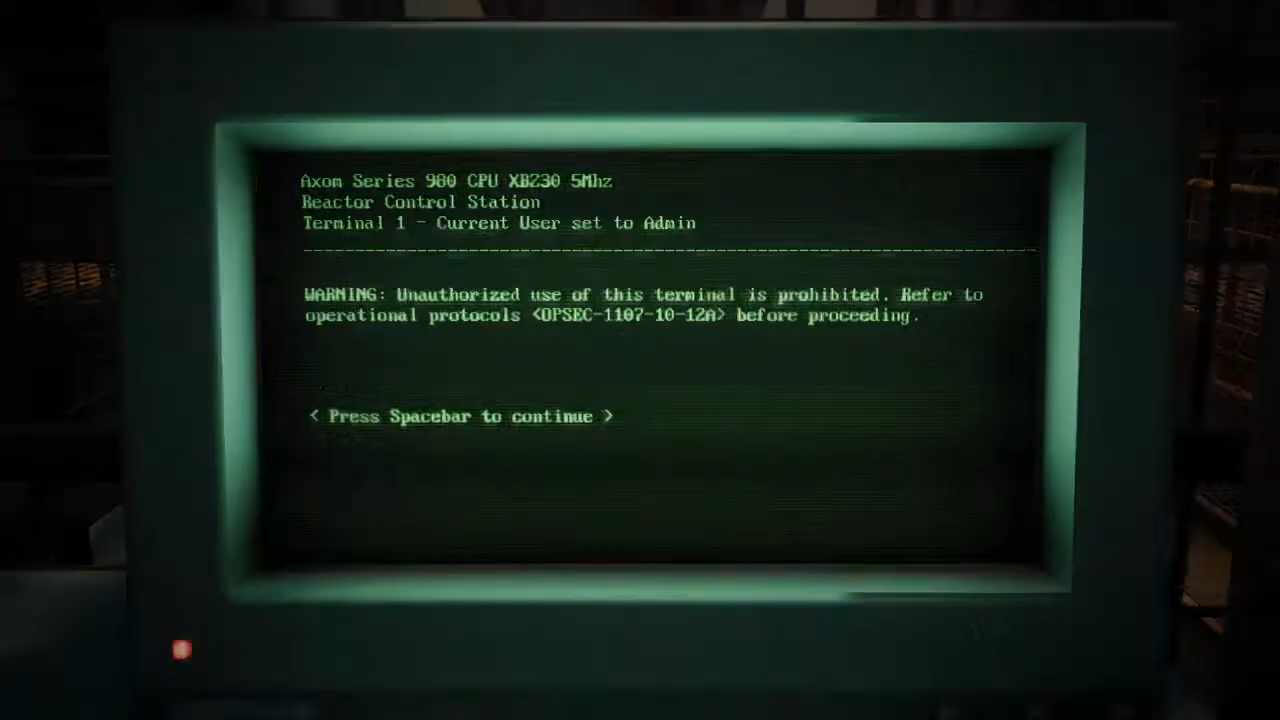 Axom Series 980 CPU XBZ30 5Mhz
Reactor Control Station
Terminal 1 - Current User set to Admin
WARNING: Unauthorized use of this terminal is prohibited. Refer to
operational protocols <OPSEC-1107-10-12A> before proceeding.
< Press Spacebar to continue >